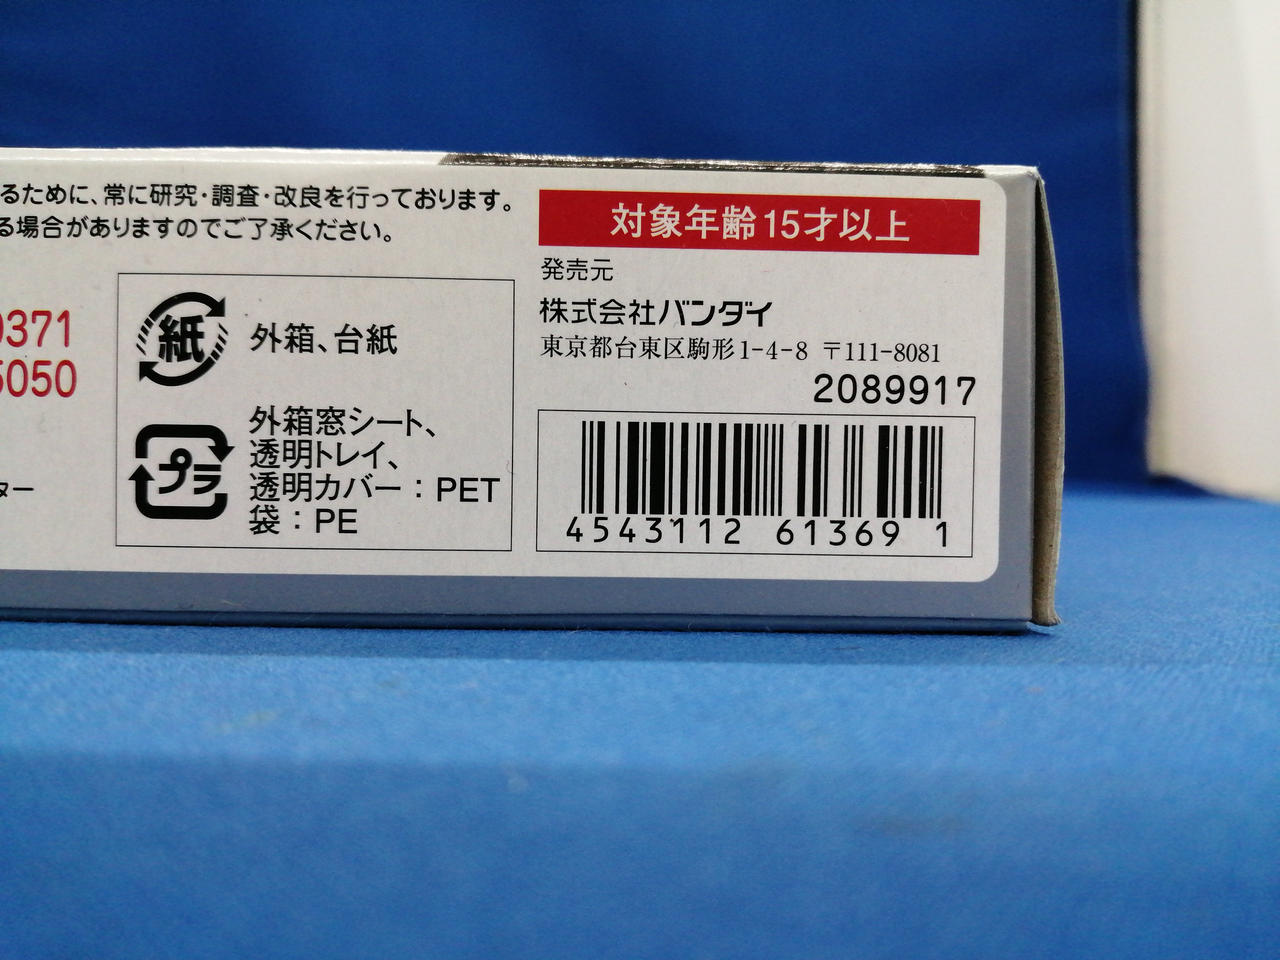 るために、常に研究・調査・改良を行っております。
る場合がありますのでご了承ください。
0371
5050
ター
紙
外箱、台紙
プラ
外箱窓シート、
透明トレイ、
透明カバー：PET
袋：PE
対象年齢15才以上
発売元
株式会社バンダイ
東京都台東区駒形1-4-8 〒111-8081
2089917
4543112 61369 1